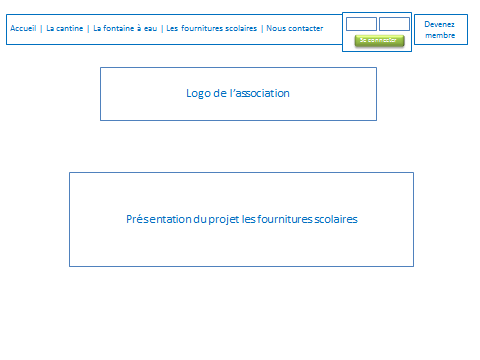 Accueil | La cantine | La fontaine à eau | Les fournitures scolaires | Nous contacter
Se connecter
Devenez
membre
Logo de l'association
Présentation du projet les fournitures scolaires